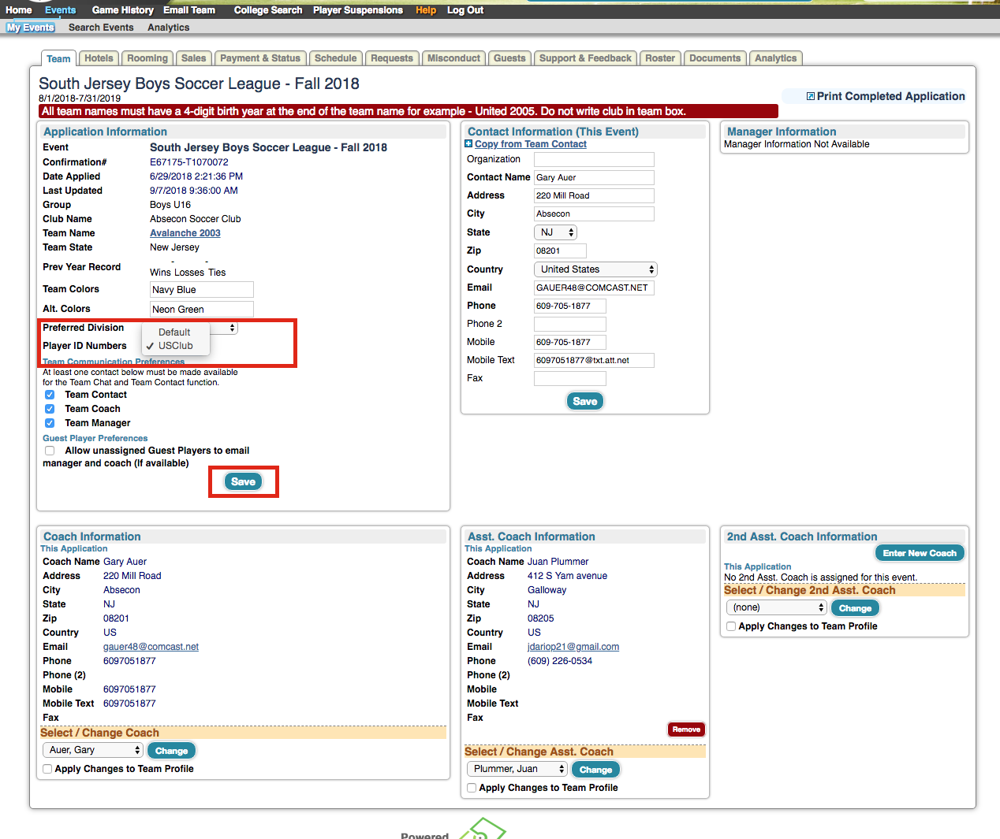 Home Events Game History Email Team College Search Player Suspensions Help Log Out
My Events Search Events Analytics
Team Hotels Rooming Sales Payment & Status Schedule Requests Misconduct Guests Support & Feedback Roster Documents Analytics
South Jersey Boys Soccer League - Fall 2018
8/1/2018-7/31/2019
Print Completed Application
All team names must have a 4-digit birth year at the end of the team name for example - United 2005. Do not write club in team box.
Application Information
Event South Jersey Boys Soccer League - Fall 2018
Confirmation# E67175-T1070072
Date Applied 6/29/2018 2:21:36 PM
Last Updated 9/7/2018 9:36:00 AM
Group Boys U16
Club Name Absecon Soccer Club
Team Name Avalanche 2003
Team State New Jersey
Prev Year Record - -
Wins Losses Ties
Team Colors Navy Blue
Alt. Colors Neon Green
Preferred Division
Default
Player ID Numbers ✓ USClub
Team Communication Preferences
At least one contact below must be made available
for the Team Chat and Team Contact function.
Team Contact
Team Coach
Team Manager
Guest Player Preferences
Allow unassigned Guest Players to email
manager and coach (If available)
Save
Contact Information (This Event)
Copy from Team Contact
Organization
Contact Name Gary Auer
Address 220 Mill Road
City Absecon
State NJ
Zip 08201
Country United States
Email GAUER48@COMCAST.NET
Phone 609-705-1877
Phone 2
Mobile 609-705-1877
Mobile Text 6097051877@txt.att.net
Fax
Save
Manager Information
Manager Information Not Available
Coach Information
This Application
Coach Name Gary Auer
Address 220 Mill Road
City Absecon
State NJ
Zip 08201
Country US
Email gauer48@comcast.net
Phone 6097051877
Phone (2)
Mobile 6097051877
Mobile Text 6097051877
Fax
Select / Change Coach
Auer, Gary Change
Apply Changes to Team Profile
Asst. Coach Information
This Application
Coach Name Juan Plummer
Address 412 S Yam avenue
City Galloway
State NJ
Zip 08205
Country US
Email jdariop21@gmail.com
Phone (609) 226-0534
Phone (2)
Mobile
Mobile Text
Fax
Remove
Select / Change Asst. Coach
Plummer, Juan Change
Apply Changes to Team Profile
2nd Asst. Coach Information
Enter New Coach
This Application
No 2nd Asst. Coach is assigned for this event.
Select / Change 2nd Asst. Coach
(none) Change
Apply Changes to Team Profile
Powered